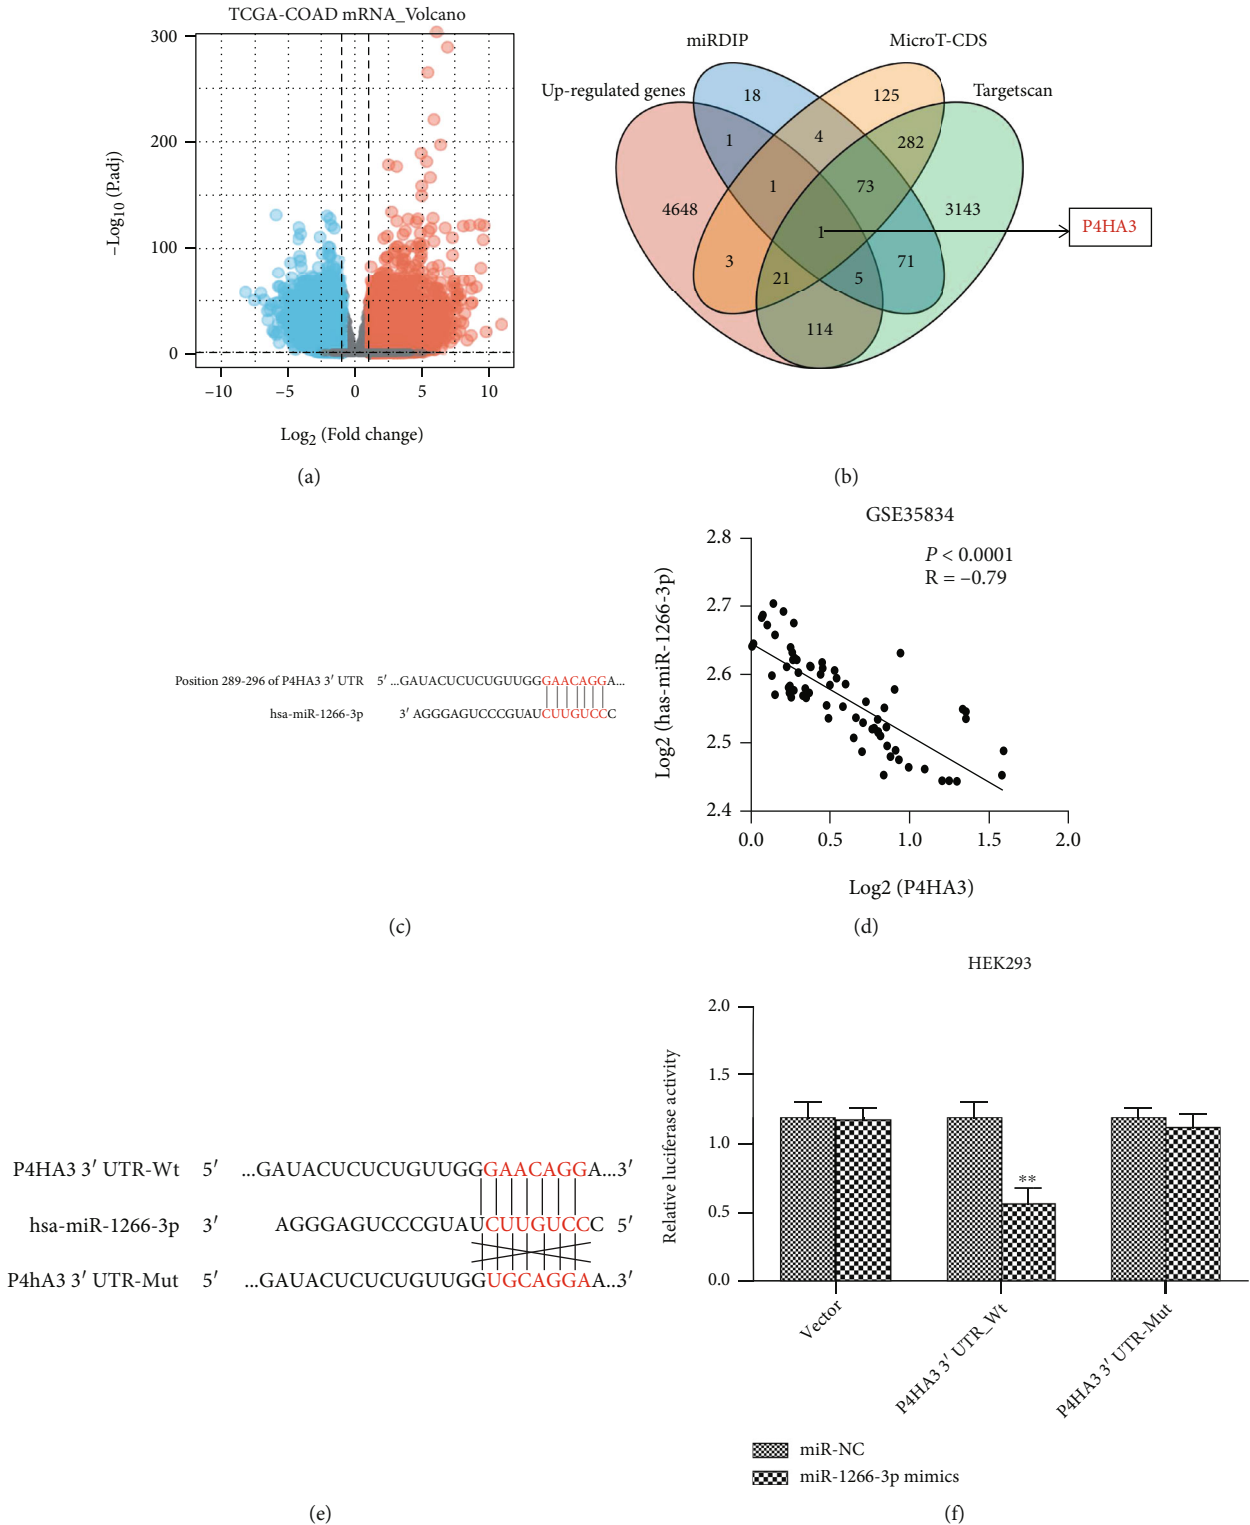 TCGA-COAD mRNA_Volcano
300
200
100
0
−Log10 (P.adj)
−10 −5 0 5 10
Log2 (Fold change)
(a)
miRDIP MicroT-CDS
Up-regulated genes Targetscan
18 125
1 4 282
1 73
4648 3143
1 P4HA3
3 71
21 5
114
(b)
Position 289-296 of P4HA3 3′ UTR 5′ ...GAUACUCUCUGUUGGGAACAGGA...
hsa-miR-1266-3p 3′ AGGGAGUCCCGUAUCUUGUCCC
(c)
GSE35834
P < 0.0001
R = −0.79
2.8
2.7
2.6
2.5
2.4
Log2 (has-miR-1266-3p)
0.0 0.5 1.0 1.5 2.0
Log2 (P4HA3)
(d)
P4HA3 3′ UTR-Wt 5′ ...GAUACUCUCUGUUGGGAACAGGA...3′
hsa-miR-1266-3p 3′ AGGGAGUCCCGUAUCUUGUCCC 5′
P4hA3 3′ UTR-Mut 5′ ...GAUACUCUCUGUUGGUGCAGGAA...3′
(e)
HEK293
2.0
1.5
1.0
0.5
0.0
Relative luciferase activity
**
Vector
P4HA3 3′ UTR_Wt
P4HA3 3′ UTR-Mut
miR-NC
miR-1266-3p mimics
(f)